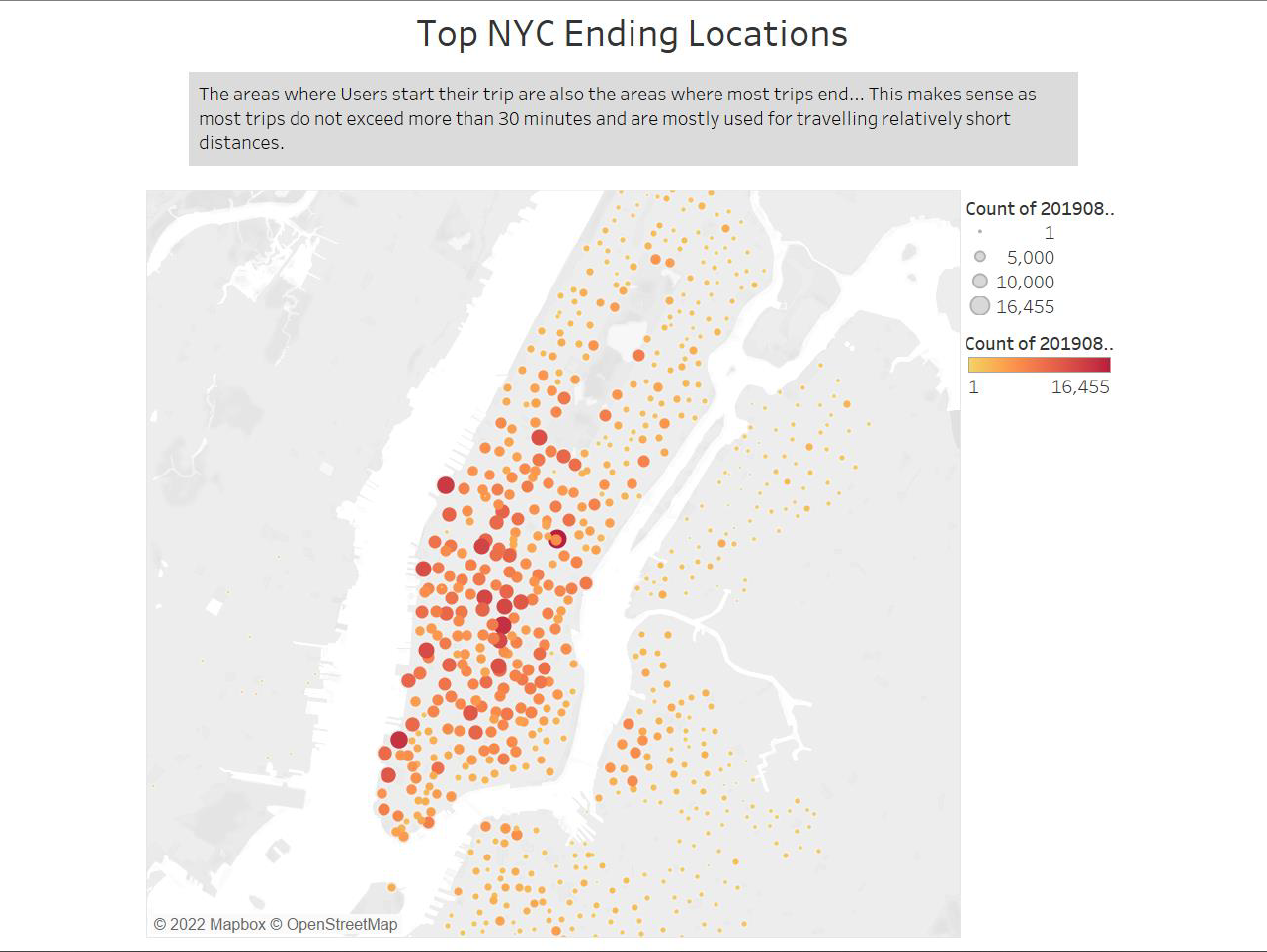 Top NYC Ending Locations
The areas where Users start their trip are also the areas where most trips end... This makes sense as
most trips do not exceed more than 30 minutes and are mostly used for travelling relatively short
distances.
Count of 201908..
1
5,000
10,000
16,455
Count of 201908..
1 16,455
© 2022 Mapbox © OpenStreetMap